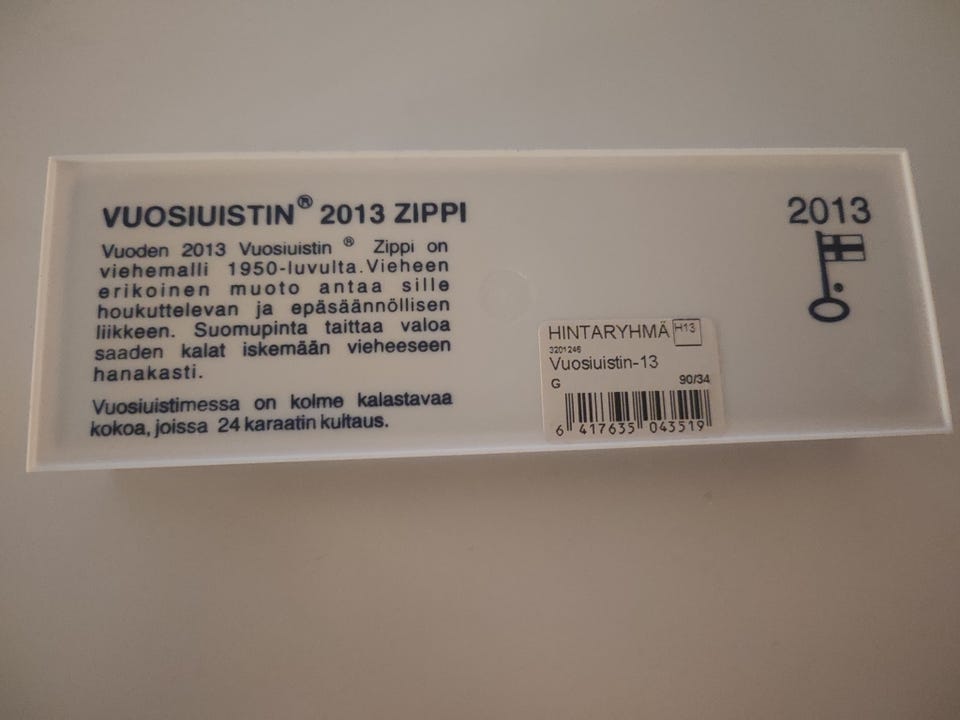 VUOSIUISTIN® 2013 ZIPPI
Vuoden 2013 Vuosiuistin ® Zippi on
viehemalli 1950-luvulta.Vieheen
erikoinen muoto antaa sille
houkuttelevan ja epäsäännöllisen
liikkeen. Suomupinta taittaa valoa
saaden kalat iskemään vieheeseen
hanakasti.
Vuosiuistimessa on kolme kalastavaa
kokoa, joissa 24 karaatin kultaus.
2013
HINTARYHMÄ H13
3201246
Vuosiuistin-13
G 90/34
6 417635 043519